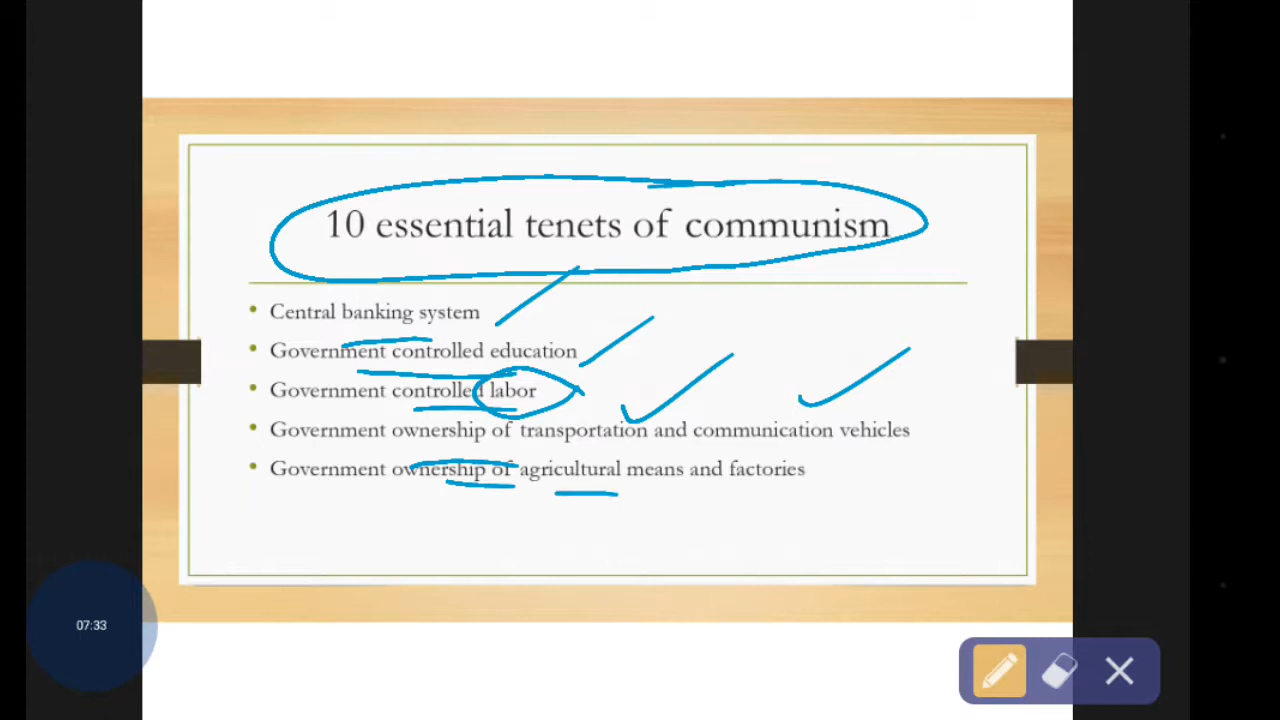 10 essential tenets of communism
• Central banking system
• Government controlled education
• Government controlled labor
• Government ownership of transportation and communication vehicles
• Government ownership of agricultural means and factories
07:33